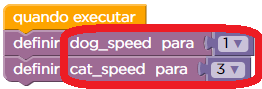 quando executar
definir dog_speed para 1
definir cat_speed para 3